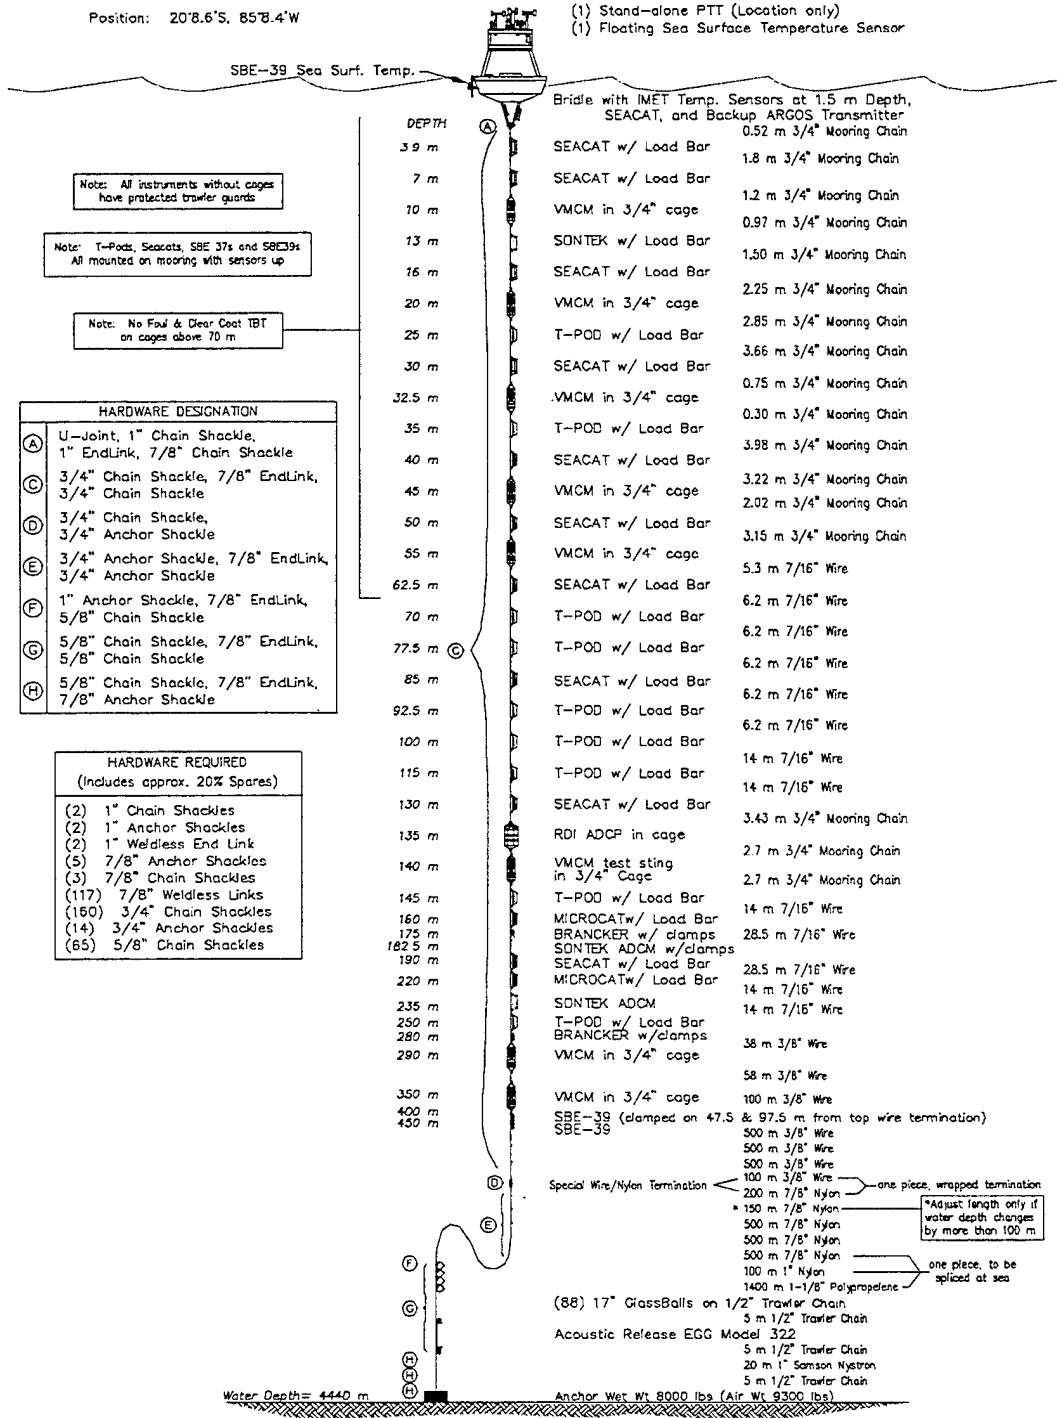 Position: 20°8.6'S, 85°8.4'W
(1) Stand-alone PTT (Location only)
(1) Floating Sea Surface Temperature Sensor
SBE-39 Sea Surf. Temp.
Bridle with IMET Temp. Sensors at 1.5 m Depth,
SEACAT, and Backup ARGOS Transmitter
DEPTH
A
0.52 m 3/4" Mooring Chain
3.9 m SEACAT w/ Load Bar
1.8 m 3/4" Mooring Chain
7 m SEACAT w/ Load Bar
1.2 m 3/4" Mooring Chain
10 m VMCM in 3/4" cage
0.97 m 3/4" Mooring Chain
13 m SONTEK w/ Load Bar
1.50 m 3/4" Mooring Chain
16 m SEACAT w/ Load Bar
2.25 m 3/4" Mooring Chain
20 m VMCM in 3/4" cage
2.85 m 3/4" Mooring Chain
25 m T-POD w/ Load Bar
3.66 m 3/4" Mooring Chain
30 m SEACAT w/ Load Bar
0.75 m 3/4" Mooring Chain
32.5 m VMCM in 3/4" cage
0.30 m 3/4" Mooring Chain
35 m T-POD w/ Load Bar
3.98 m 3/4" Mooring Chain
40 m SEACAT w/ Load Bar
3.22 m 3/4" Mooring Chain
45 m VMCM in 3/4" cage
2.02 m 3/4" Mooring Chain
50 m SEACAT w/ Load Bar
3.15 m 3/4" Mooring Chain
55 m VMCM in 3/4" cage
5.3 m 7/16" Wire
62.5 m SEACAT w/ Load Bar
6.2 m 7/16" Wire
70 m T-POD w/ Load Bar
6.2 m 7/16" Wire
77.5 m C T-POD w/ Load Bar
6.2 m 7/16" Wire
85 m SEACAT w/ Load Bar
6.2 m 7/16" Wire
92.5 m T-POD w/ Load Bar
6.2 m 7/16" Wire
100 m T-POD w/ Load Bar
14 m 7/16" Wire
115 m T-POD w/ Load Bar
14 m 7/16" Wire
130 m SEACAT w/ Load Bar
3.43 m 3/4" Mooring Chain
135 m RDI ADCP in cage
2.7 m 3/4" Mooring Chain
140 m VMCM test sting
in 3/4" Cage
2.7 m 3/4" Mooring Chain
145 m T-POD w/ Load Bar
14 m 7/16" Wire
160 m MICROCATw/ Load Bar
175 m BRANCKER w/ clamps 28.5 m 7/16" Wire
182.5 m SONTEK ADCM w/clamps
190 m SEACAT w/ Load Bar
28.5 m 7/16" Wire
220 m MICROCATw/ Load Bar
14 m 7/16" Wire
235 m SONTEK ADCM 14 m 7/16" Wire
250 m T-POD w/ Load Bar
280 m BRANCKER w/clamps
38 m 3/8" Wire
290 m VMCM in 3/4" cage
58 m 3/8" Wire
350 m VMCM in 3/4" cage 100 m 3/8" Wire
400 m SBE-39 (clamped on 47.5 & 97.5 m from top wire termination)
450 m SBE-39
500 m 3/8" Wire
500 m 3/8" Wire
500 m 3/8" Wire
D
Special Wire/Nylon Termination
100 m 3/8" Wire
200 m 7/8" Nylon
one piece, wrapped termination
* 150 m 7/8" Nylon
*Adjust length only if
water depth changes
by more than 100 m
E
500 m 7/8" Nylon
500 m 7/8" Nylon
500 m 7/8" Nylon
100 m 1" Nylon
1400 m 1-1/8" Polypropelene
one piece, to be
spliced at sea
F
G
(88) 17" GlassBalls on 1/2" Trawler Chain
5 m 1/2" Trawler Chain
Acoustic Release EGG Model 322
5 m 1/2" Trawler Chain
H
20 m 1" Samson Nystron
H
5 m 1/2" Trawler Chain
H
Water Depth= 4440 m
Anchor Wet Wt 8000 lbs (Air Wt 9300 lbs)
Note: All instruments without cages
have protected trawler guards
Note: T-Pods, Seacats, SBE 37s and SBE39s
All mounted on mooring with sensors up
Note: No Foul & Clear Coat TBT
on cages above 70 m
HARDWARE DESIGNATION
A U-Joint, 1" Chain Shackle,
1" EndLink, 7/8" Chain Shackle
C 3/4" Chain Shackle, 7/8" EndLink,
3/4" Chain Shackle
D 3/4" Chain Shackle,
3/4" Anchor Shackle
E 3/4" Anchor Shackle, 7/8" EndLink,
3/4" Anchor Shackle
F 1" Anchor Shackle, 7/8" EndLink,
5/8" Chain Shackle
G 5/8" Chain Shackle, 7/8" EndLink,
5/8" Chain Shackle
H 5/8" Chain Shackle, 7/8" EndLink,
7/8" Anchor Shackle
HARDWARE REQUIRED
(Includes approx. 20% Spares)
(2) 1" Chain Shackles
(2) 1" Anchor Shackles
(2) 1" Weldless End Link
(5) 7/8" Anchor Shackles
(3) 7/8" Chain Shackles
(117) 7/8" Weldless Links
(160) 3/4" Chain Shackles
(14) 3/4" Anchor Shackles
(65) 5/8" Chain Shackles